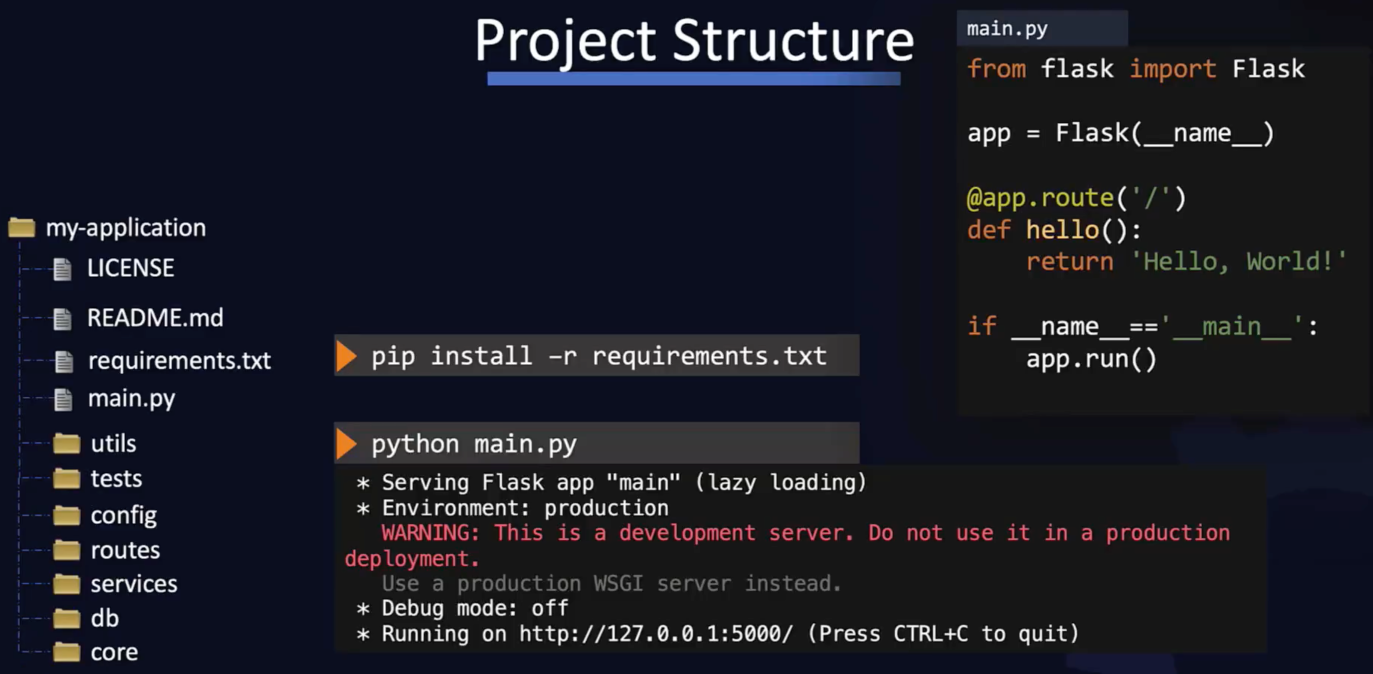 Project Structure
my-application
LICENSE
README.md
requirements.txt
main.py
utils
tests
config
routes
services
db
core
pip install –r requirements.txt
python main.py
* Serving Flask app "main" (lazy loading)
* Environment: production
WARNING: This is a development server. Do not use it in a production
deployment.
Use a production WSGI server instead.
* Debug mode: off
* Running on http://127.0.0.1:5000/ (Press CTRL+C to quit)
main.py
from flask import Flask
app = Flask(__name__)
@app.route('/')
def hello():
    return 'Hello, World!'
if __name__=='__main__':
    app.run()